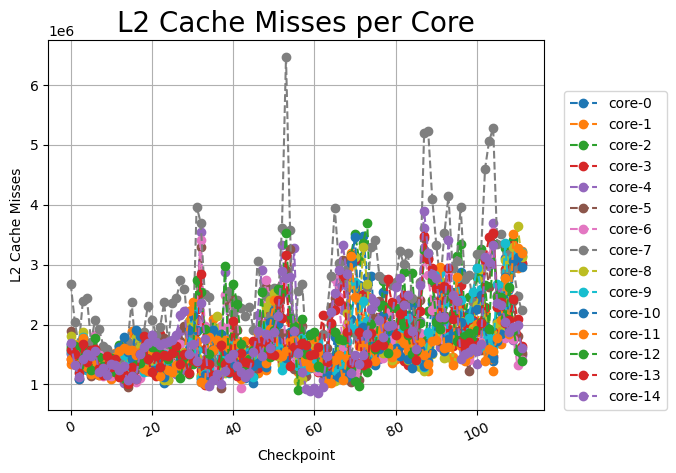 L2 Cache Misses per Core
1e6
6
5
4
3
2
1
L2 Cache Misses
0
20
40
60
80
100
Checkpoint
core-0
core-1
core-2
core-3
core-4
core-5
core-6
core-7
core-8
core-9
core-10
core-11
core-12
core-13
core-14